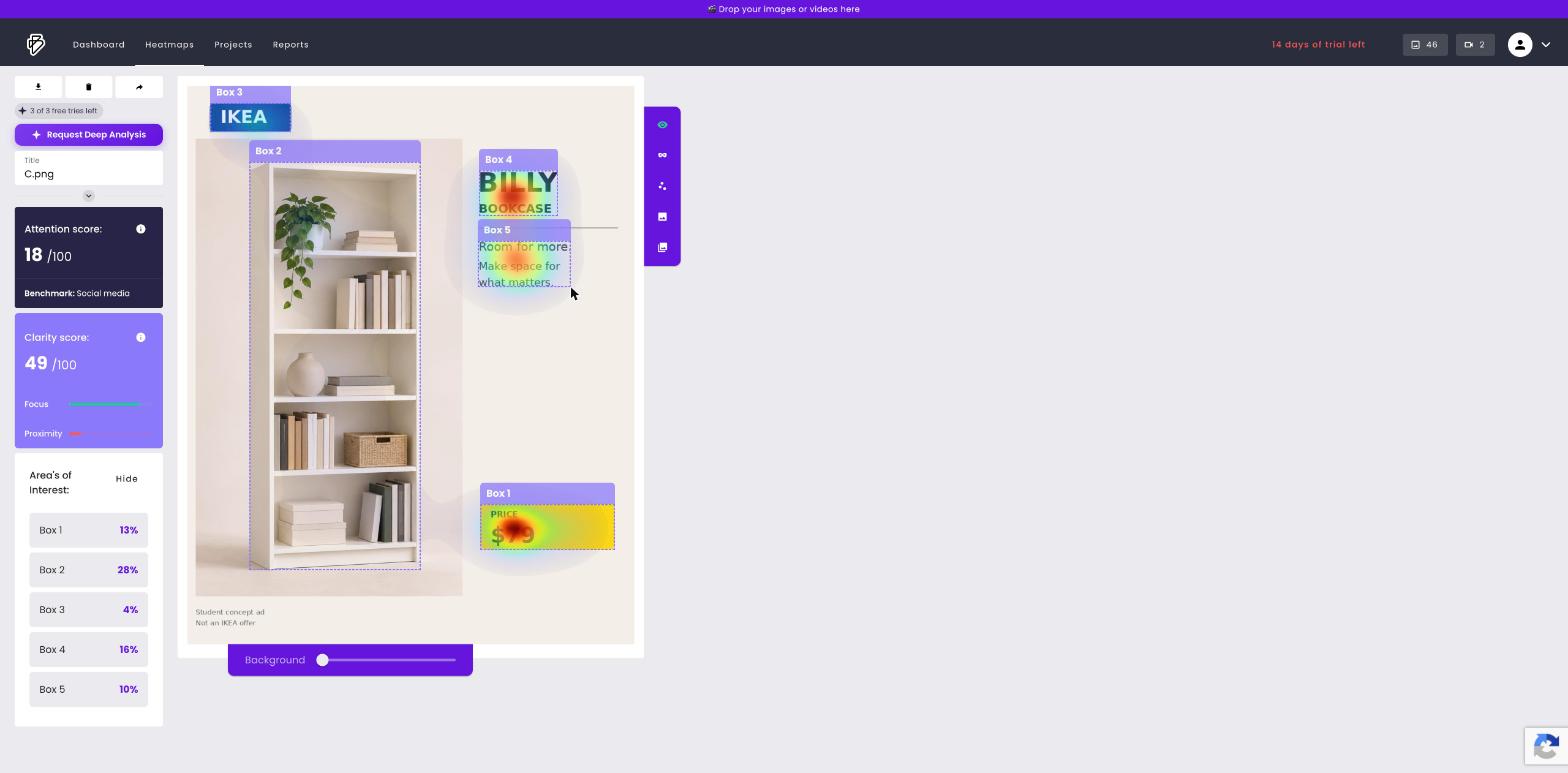 Drop your images or videos here
Dashboard
Heatmaps
Projects
Reports
14 days of trial left
46
2
3 of 3 free tries left
Request Deep Analysis
Title
C.png
Attention score:
18 /100
Benchmark: Social media
Clarity score:
49 /100
Focus
Proximity
Area's of
Interest:
Hide
Box 1 13%
Box 2 28%
Box 3 4%
Box 4 16%
Box 5 10%
Box 3
IKEA
Box 2
Box 4
BILLY
BOOKCASE
Box 5
Room for more
Make space for
what matters.
Box 1
PRICE
$79
Student concept ad
Not an IKEA offer
Background